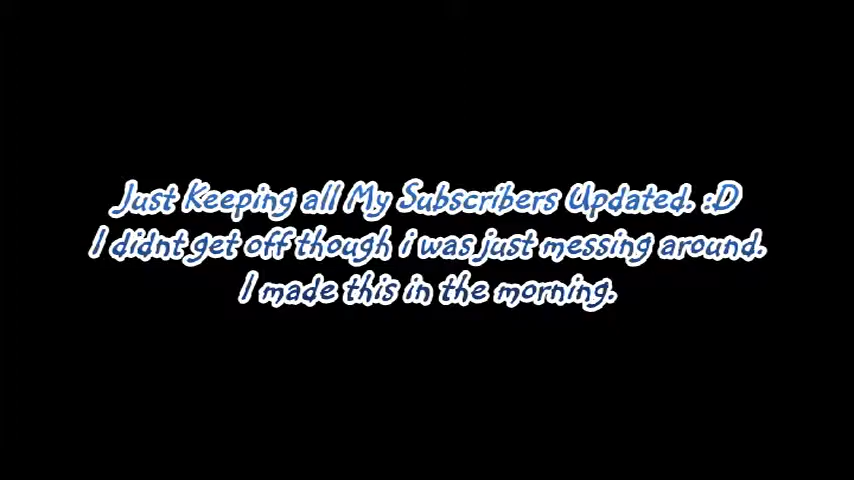 Just Keeping all My Subscribers Updated. :D
I didnt get off though i was just messing around.
I made this in the morning.